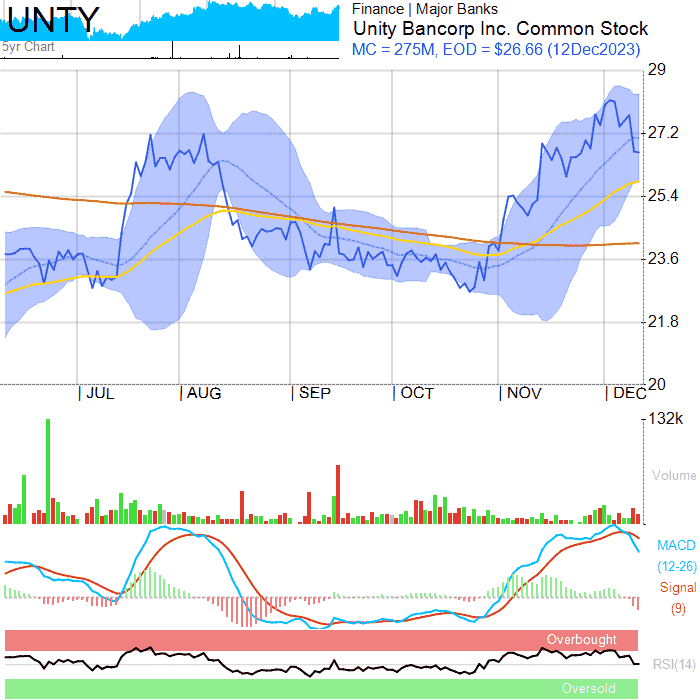 UNTY
5yr Chart
Finance | Major Banks
Unity Bancorp Inc. Common Stock
MC = 275M, EOD = $26.66 (12Dec2023)
29
27.2
25.4
23.6
21.8
20
| JUL | AUG | SEP | OCT | NOV | DEC
132k
Volume
MACD
(12-26)
Signal
(9)
Overbought
RSI(14)
Oversold